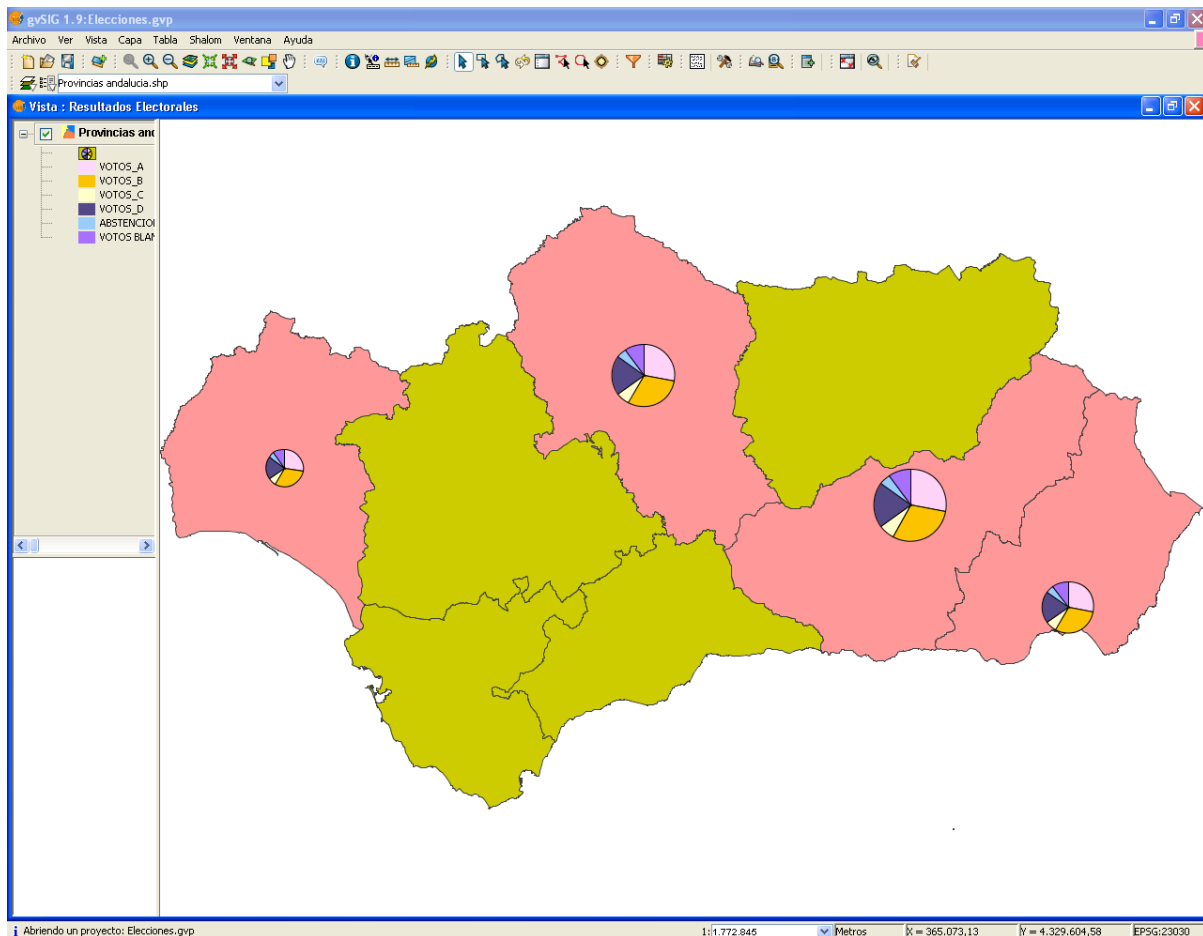 gvSIG 1.9:Elecciones.gvp
Archivo Ver Vista Capa Tabla Shalom Ventana Ayuda
Provincias andalucia.shp
Vista : Resultados Electorales
Provincias and
VOTOS_A
VOTOS_B
VOTOS_C
VOTOS_D
ABSTENCIO
VOTOS BLAN
Abriendo un proyecto: Elecciones.gvp
1: 1.772.845
Metros
X = 365.073,13
Y = 4.329.604,58
EPSG:23030